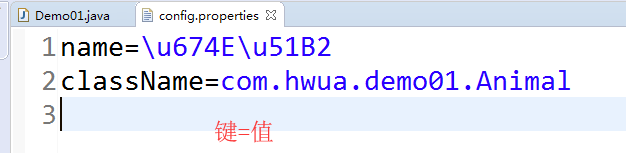 Demo01.java config.properties
1 name=\u674E\u51B2
2 className=com.hwua.demo01.Animal
3
键=值